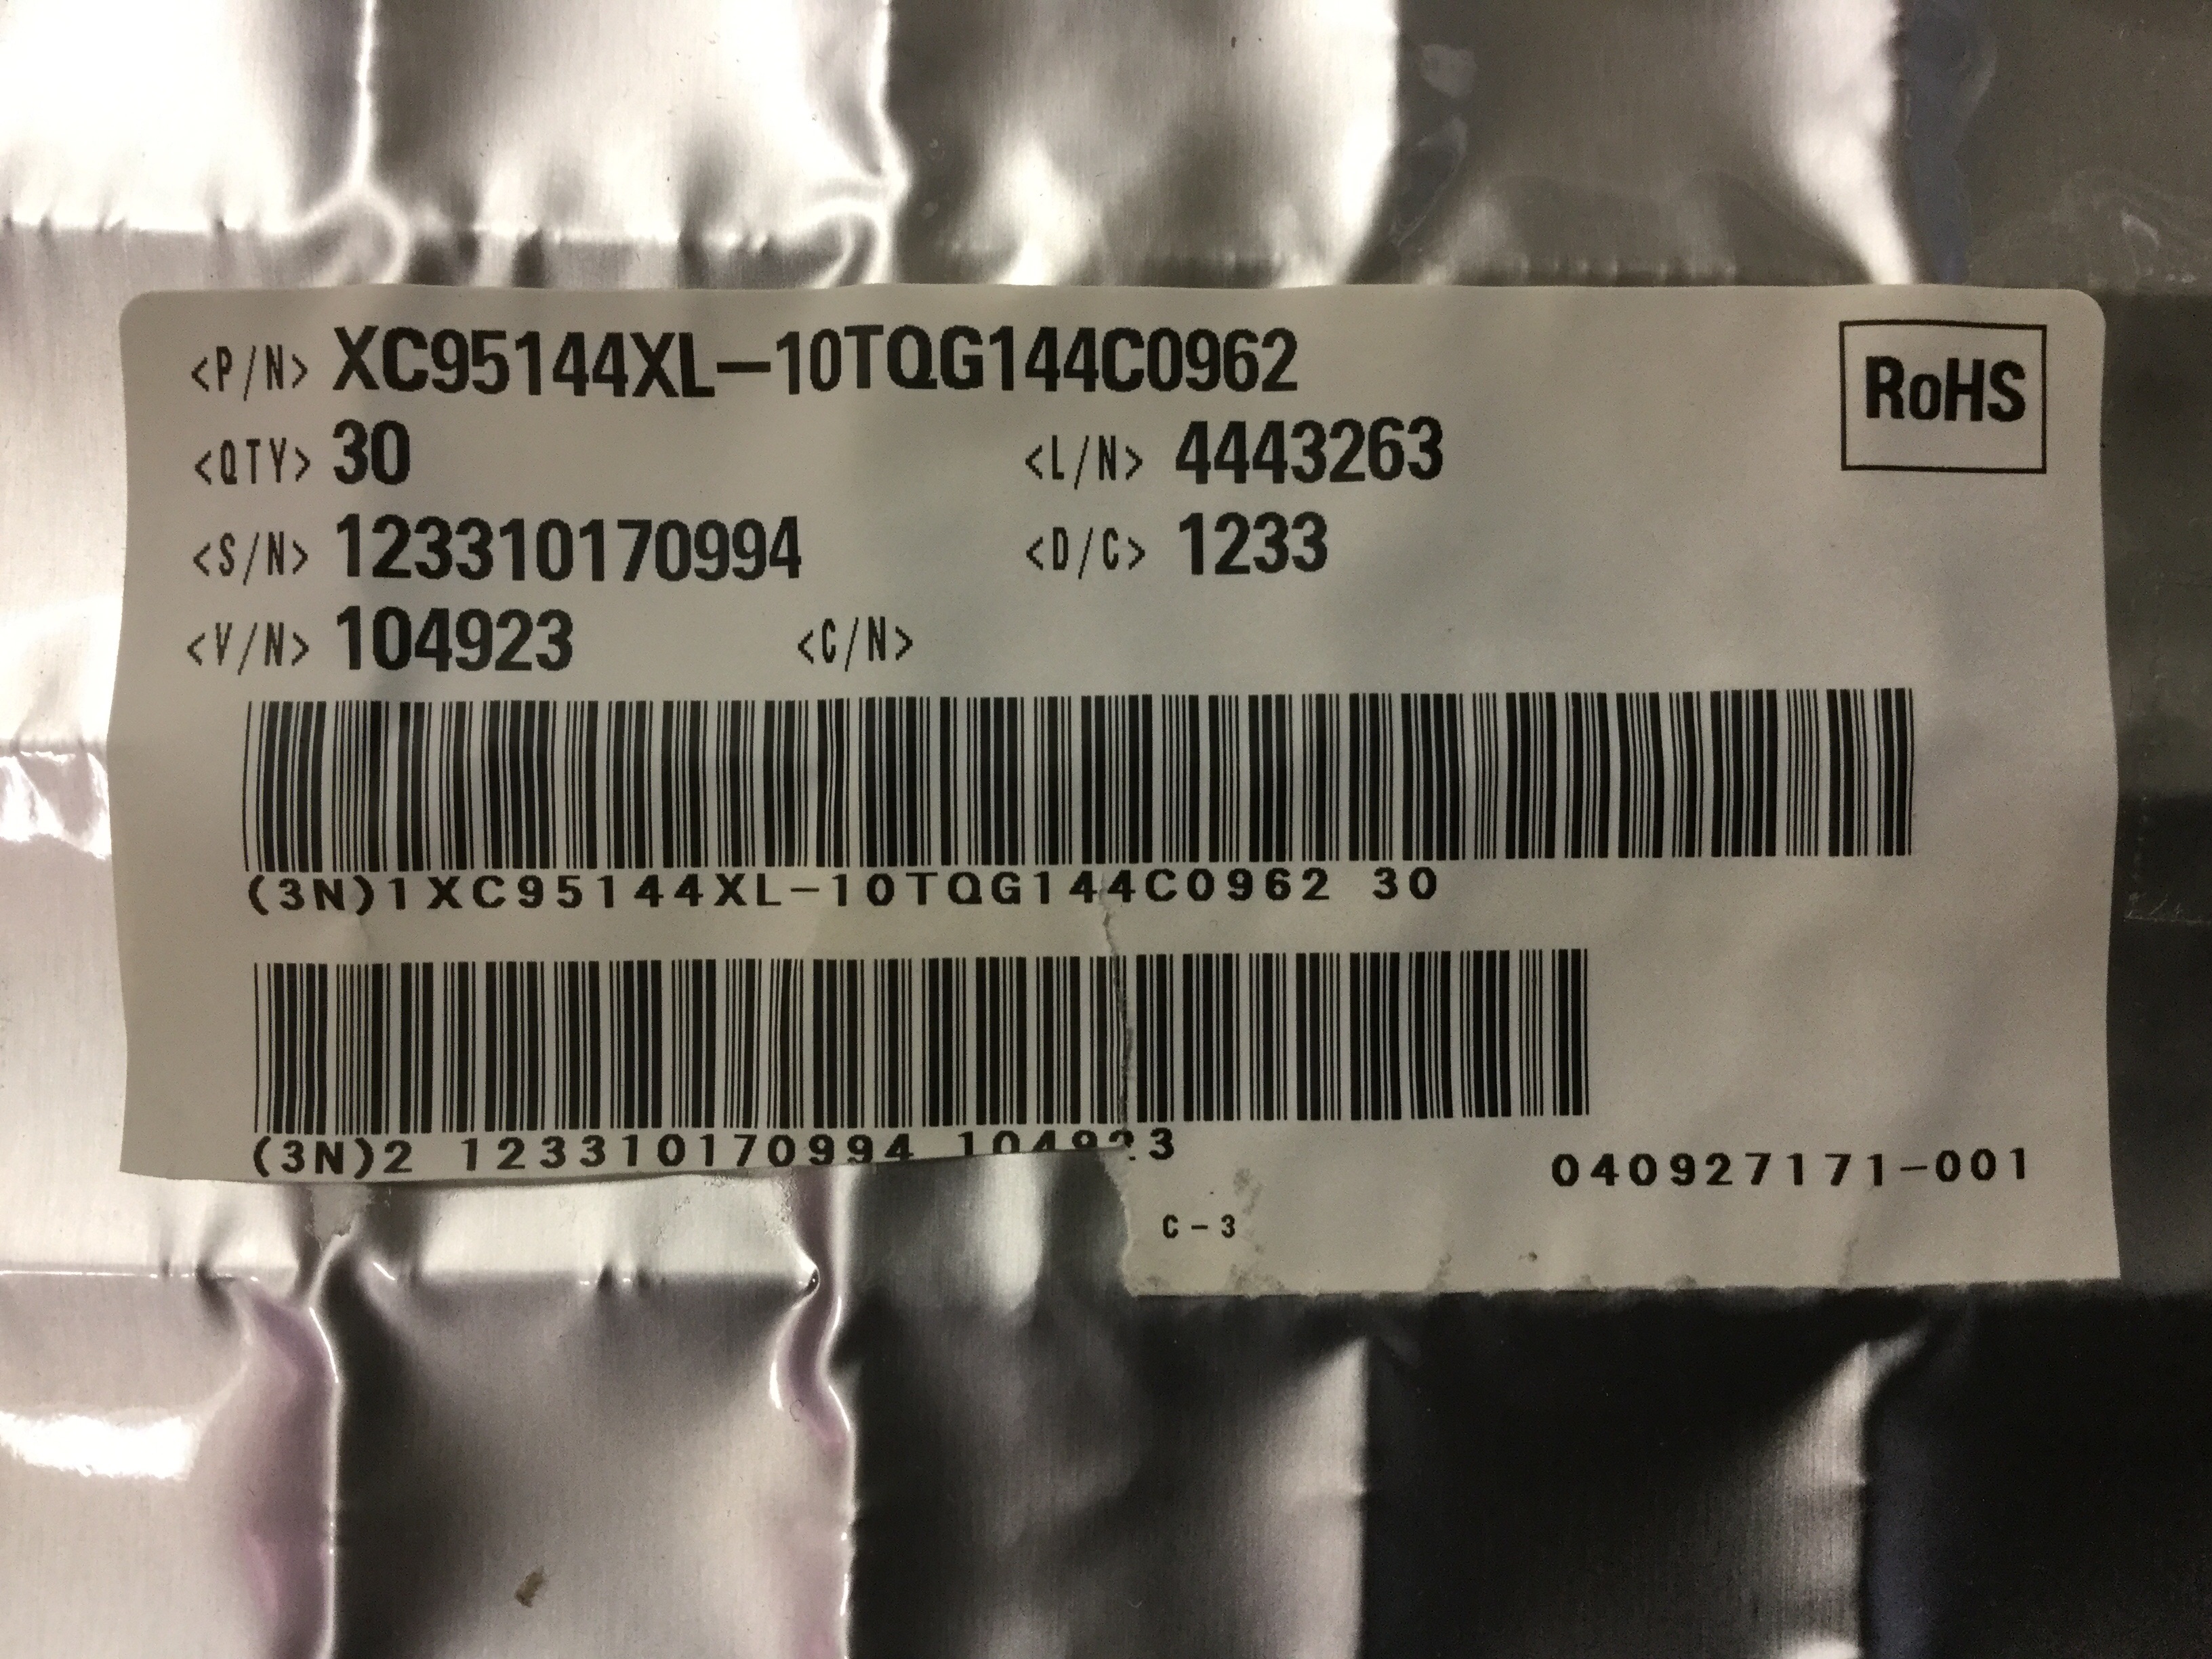 <P/N> XC95144XL-10TQG144C0962
RoHS
<QTY> 30 <L/N> 4443263
<S/N> 123310170994 <D/C> 1233
<V/N> 104923 <C/N>
(3N)1XC95144XL-10TQG144C0962 30
(3N)2 123310170994 104923
040927171-001
C-3